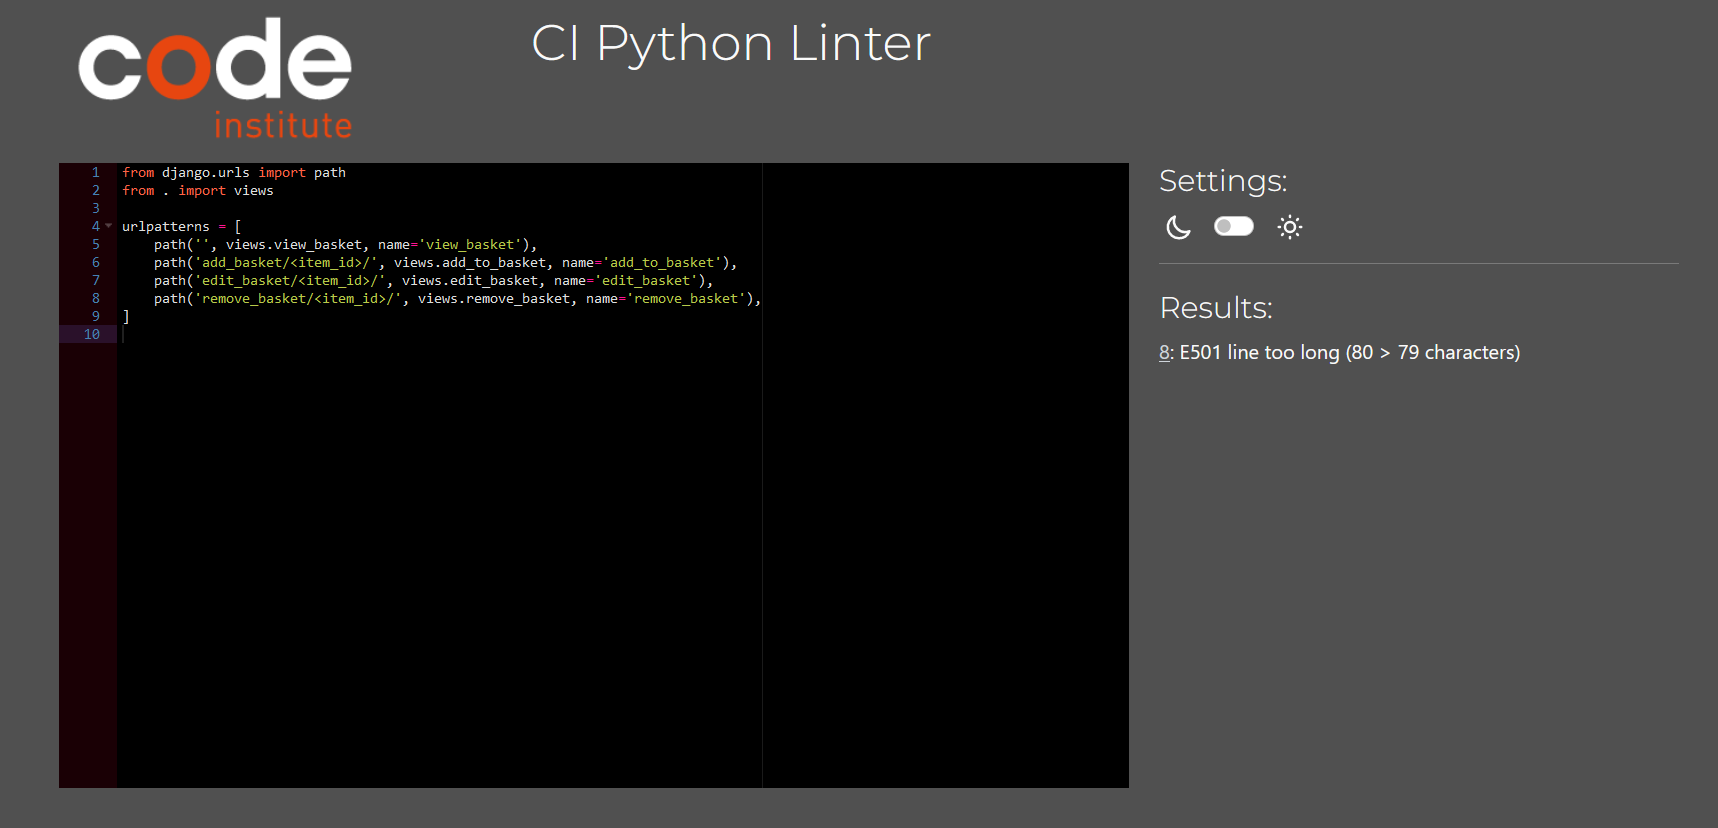 code
institute
CI Python Linter
1 from django.urls import path
2 from . import views
3
4 urlpatterns = [
5     path('', views.view_basket, name='view_basket'),
6     path('add_basket/<item_id>/', views.add_to_basket, name='add_to_basket'),
7     path('edit_basket/<item_id>/', views.edit_basket, name='edit_basket'),
8     path('remove_basket/<item_id>/', views.remove_basket, name='remove_basket'),
9 ]
10
Settings:
Results:
8: E501 line too long (80 > 79 characters)